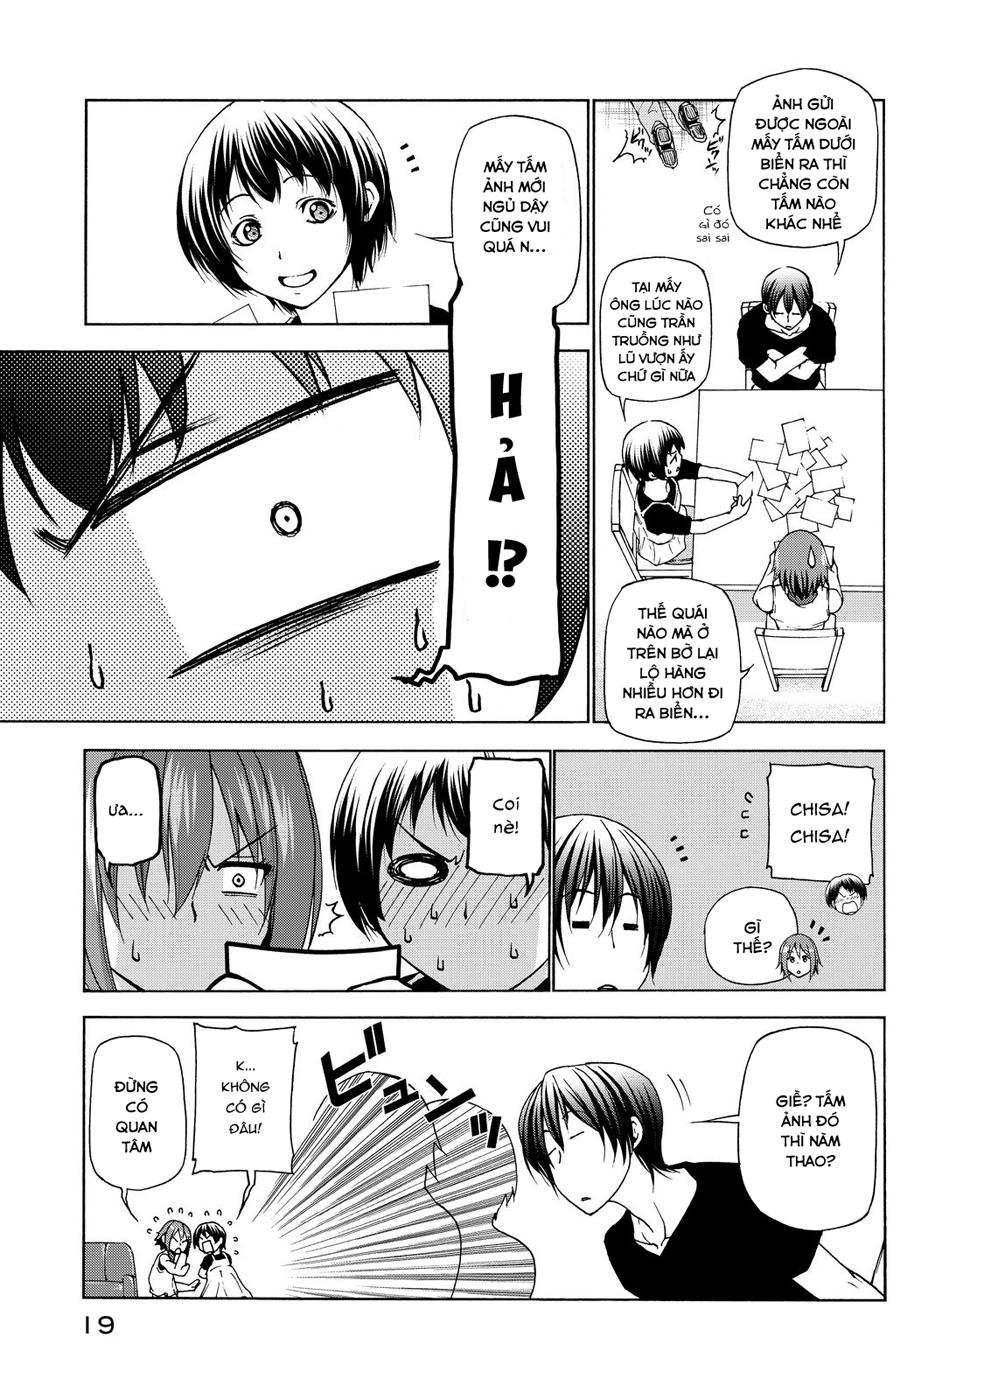 ẢNH GỬI
ĐƯỢC NGOÀI
MẤY TẤM DƯỚI
BIỂN RA THÌ
CHẲNG CÒN
TẤM NÀO
KHÁC NHỂ
Có
gì đó
sai sai
TẠI MẤY
ÔNG LÚC NÀO
CŨNG TRẦN
TRUỒNG NHƯ
LŨ VƯỢN ẤY
CHỨ GÌ NỮA
THẾ QUÁI
NÀO MÀ Ở
TRÊN BỜ LẠI
LỘ HÀNG
NHIỀU HƠN ĐI
RA BIỂN...
MẤY TẤM
ẢNH MỚI
NGỦ DẬY
CŨNG VUI
QUÁ N...
HẢ!?
CHISA!
CHISA!
GÌ
THẾ?
Coi
nè!
ƯA...
GIỀ? TẤM
ẢNH ĐÓ
THÌ NÀM
THAO?
ビュンッ
K...
KHÔNG
CÓ GÌ
ĐÂU!
ĐỪNG
CÓ
QUAN
TÂM
19